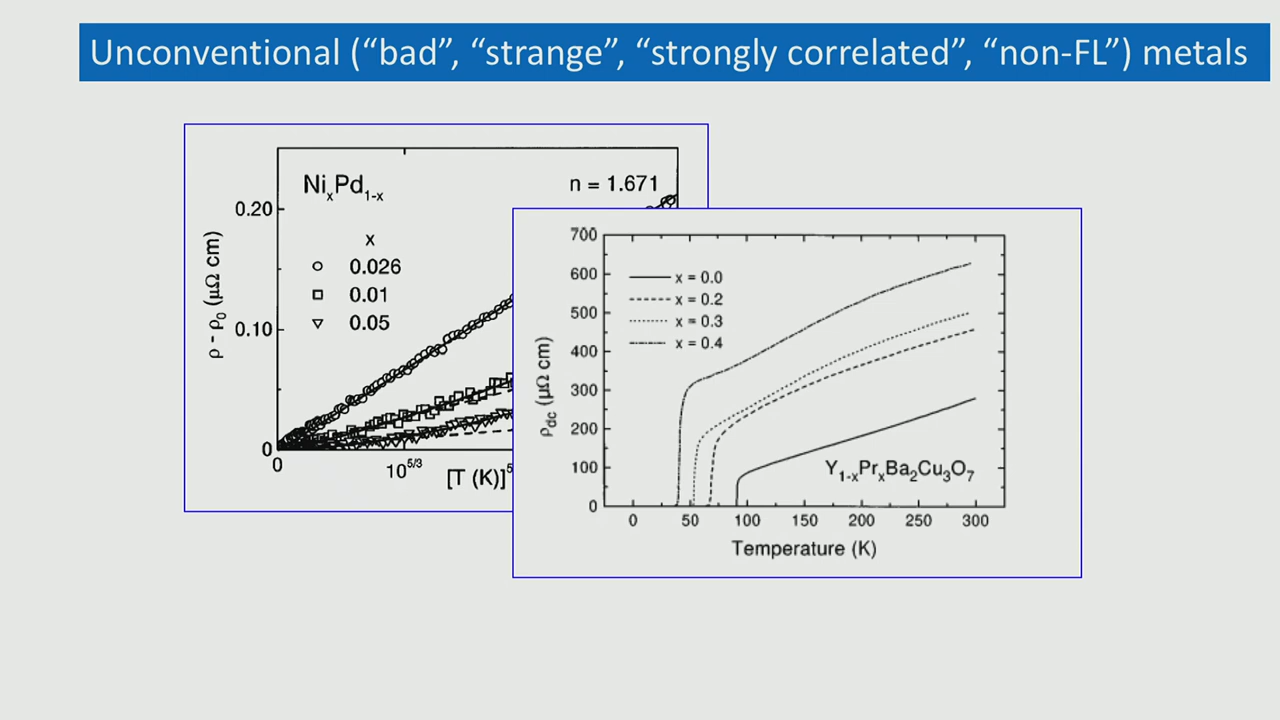 Unconventional (“bad”, “strange”, “strongly correlated”, “non-FL”) metals
NiₓPd₁₋ₓ
n = 1.671
x
0.026
0.01
0.05
0.20
0.10
0
ρ - ρ₀ (μΩ cm)
0
10^5/3
[T (K)]⁵
700
600
500
400
300
200
100
0
ρdc (μΩ cm)
x = 0.0
x = 0.2
x = 0.3
x = 0.4
Y₁₋ₓPrₓBa₂Cu₃O₇
0 50 100 150 200 250 300
Temperature (K)